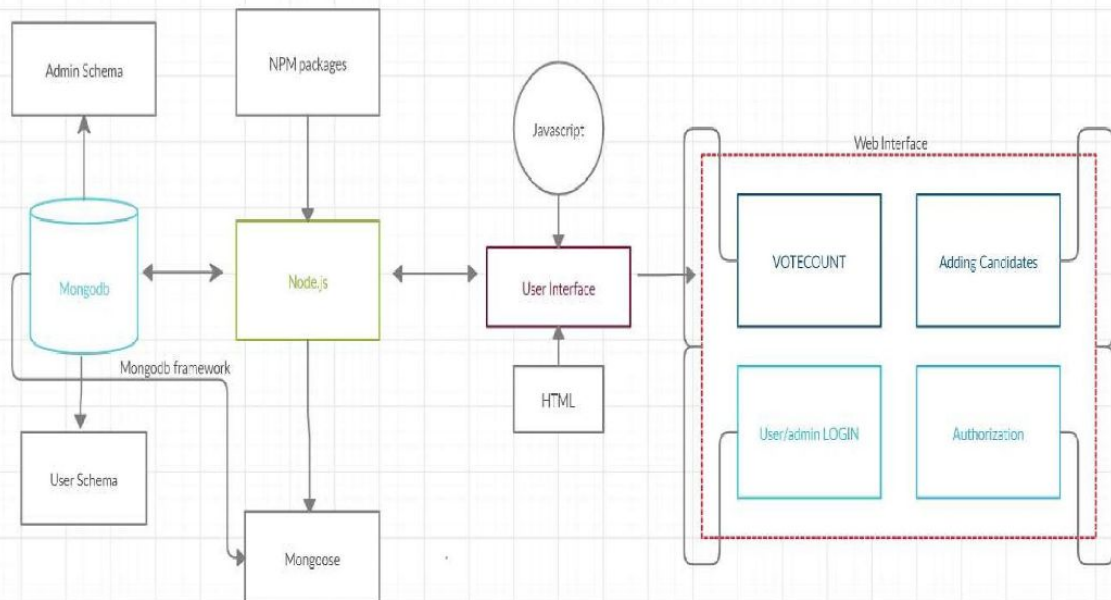 Admin Schema
NPM packages
Javascript
Web Interface
VOTECOUNT
Adding Candidates
Mongodb
Node.js
User Interface
Mongodb framework
HTML
User/admin LOGIN
Authorization
User Schema
Mongoose